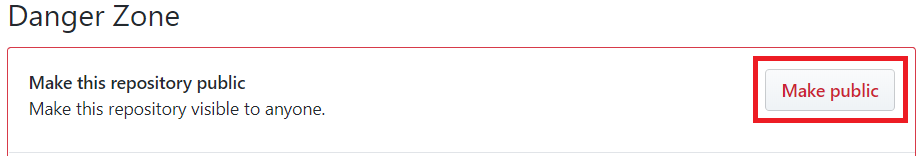 Danger Zone
Make this repository public
Make this repository visible to anyone.
Make public